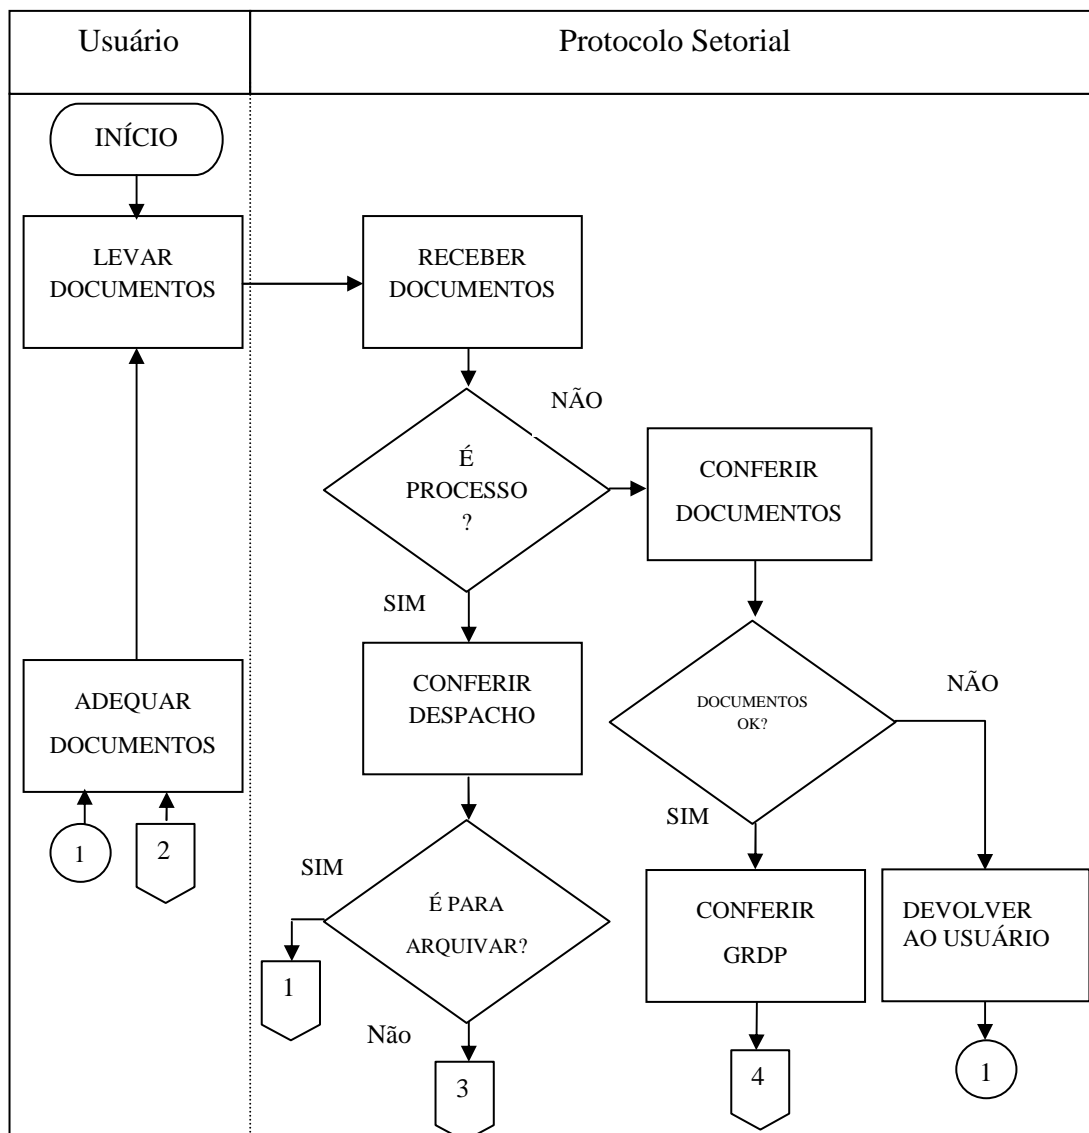 Usuário
Protocolo Setorial
INÍCIO
LEVAR
DOCUMENTOS
RECEBER
DOCUMENTOS
NÃO
É
PROCESSO
?
CONFERIR
DOCUMENTOS
SIM
ADEQUAR
DOCUMENTOS
CONFERIR
DESPACHO
DOCUMENTOS
OK?
NÃO
SIM
1
2
SIM
É PARA
ARQUIVAR?
CONFERIR
GRDP
DEVOLVER
AO USUÁRIO
1
Não
3
4
1